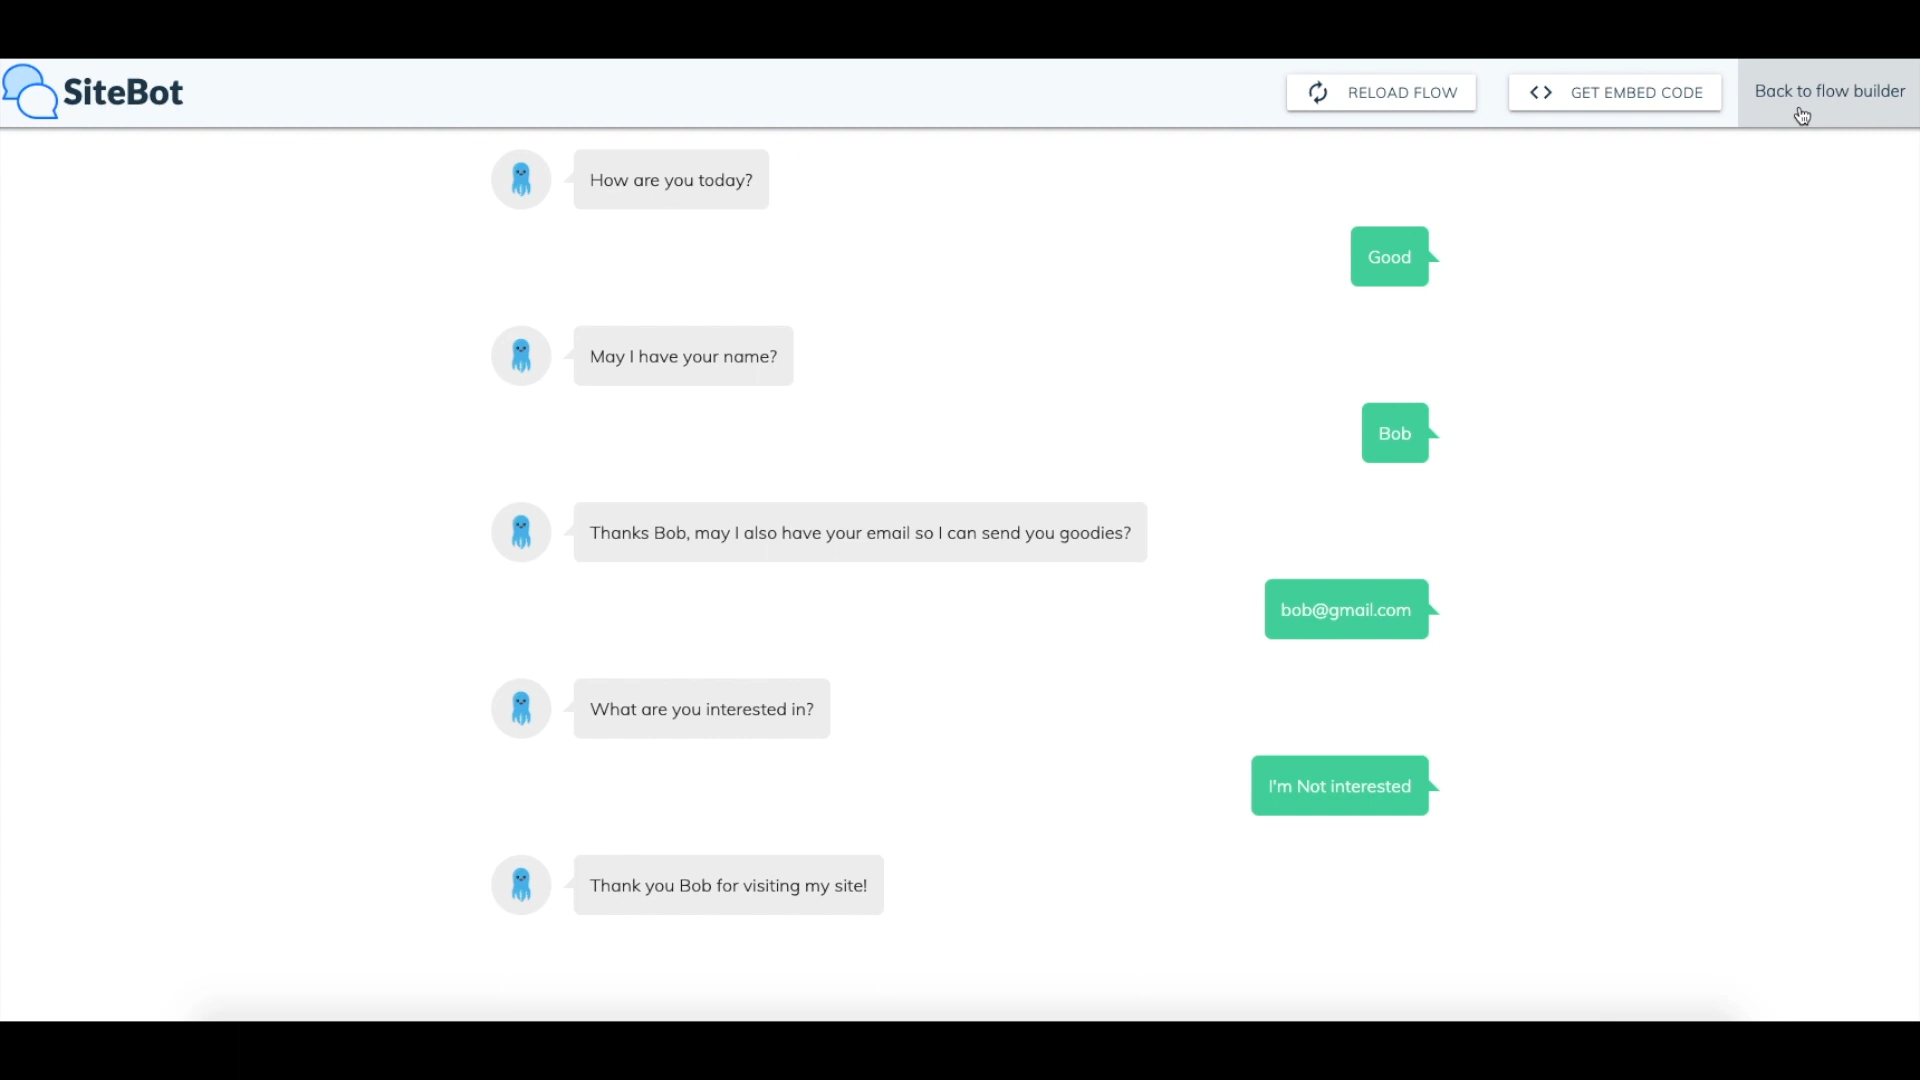 SiteBot
RELOAD FLOW
GET EMBED CODE
Back to flow builder
How are you today?
Good
May I have your name?
Bob
Thanks Bob, may I also have your email so I can send you goodies?
bob@gmail.com
What are you interested in?
I'm Not interested
Thank you Bob for visiting my site!